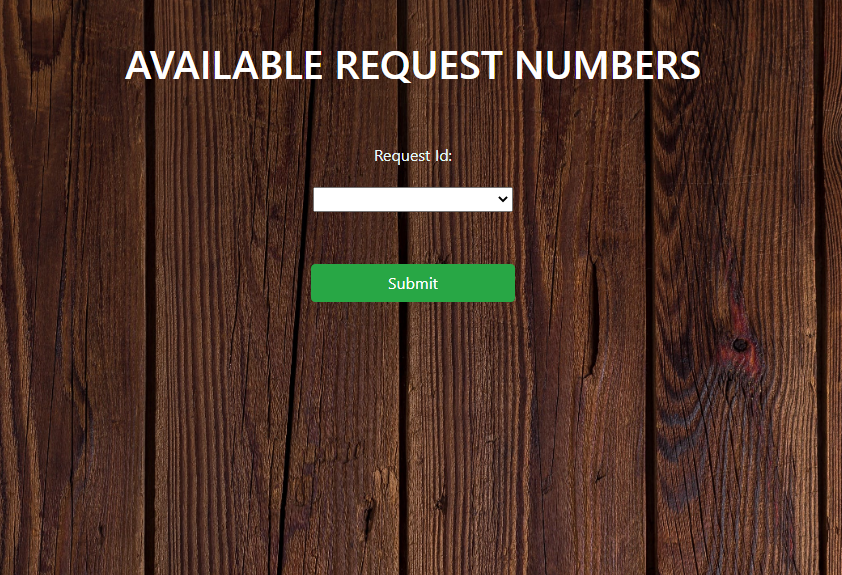 AVAILABLE REQUEST NUMBERS
Request Id:
Submit